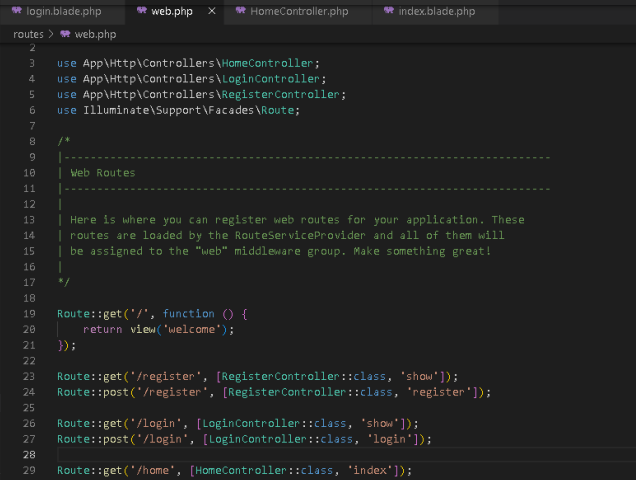 login.blade.php web.php × HomeController.php index.blade.php
routes > web.php
2
3 use App\Http\Controllers\HomeController;
4 use App\Http\Controllers\LoginController;
5 use App\Http\Controllers\RegisterController;
6 use Illuminate\Support\Facades\Route;
7
8 /*
9 |--------------------------------------------------------------------------
10 | Web Routes
11 |--------------------------------------------------------------------------
12 |
13 | Here is where you can register web routes for your application. These
14 | routes are loaded by the RouteServiceProvider and all of them will
15 | be assigned to the "web" middleware group. Make something great!
16 |
17 */
18
19 Route::get('/', function () {
20 return view('welcome');
21 });
22
23 Route::get('/register', [RegisterController::class, 'show']);
24 Route::post('/register', [RegisterController::class, 'register']);
25
26 Route::get('/login', [LoginController::class, 'show']);
27 Route::post('/login', [LoginController::class, 'login']);
28
29 Route::get('/home', [HomeController::class, 'index']);